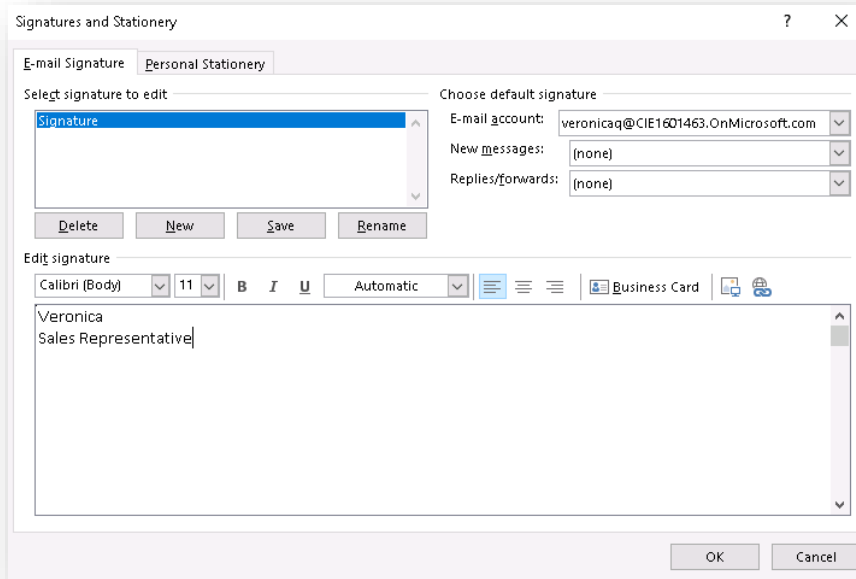 Signatures and Stationery ?
E-mail Signature Personal Stationery
Select signature to edit
Signature
Delete New Save Rename
Choose default signature
E-mail account: veronicaq@CIE1601463.OnMicrosoft.com
New messages: (none)
Replies/forwards: (none)
Edit signature
Calibri (Body) 11 B I U Automatic Business Card
Veronica
Sales Representative
OK Cancel